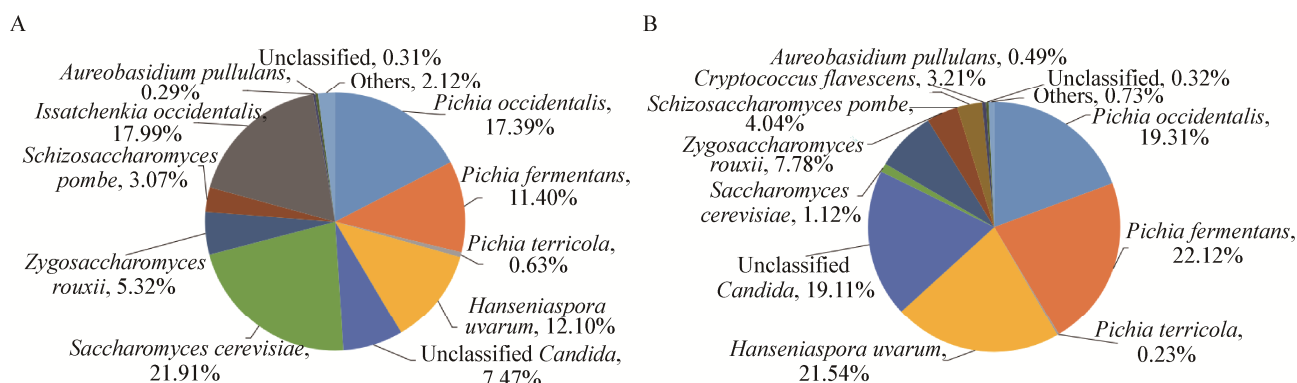 A
Unclassified, 0.31%
Aureobasidium pullulans,
0.29%
Others, 2.12%
Issatchenkia occidentalis,
17.99%
Pichia occidentalis,
17.39%
Schizosaccharomyces
pombe, 3.07%
Pichia fermentans,
11.40%
Pichia terricola,
0.63%
Zygosaccharomyces
rouxii, 5.32%
Hanseniaspora
uvarum, 12.10%
Saccharomyces cerevisiae,
21.91%
Unclassified Candida,
7.47%
B
Aureobasidium pullulans, 0.49%
Cryptococcus flavescens, 3.21%
Unclassified, 0.32%
Others, 0.73%
Schizosaccharomyces pombe,
4.04%
Pichia occidentalis,
19.31%
Zygosaccharomyces
rouxii, 7.78%
Saccharomyces
cerevisiae, 1.12%
Pichia fermentans,
22.12%
Unclassified
Candida, 19.11%
Pichia terricola,
0.23%
Hanseniaspora uvarum,
21.54%